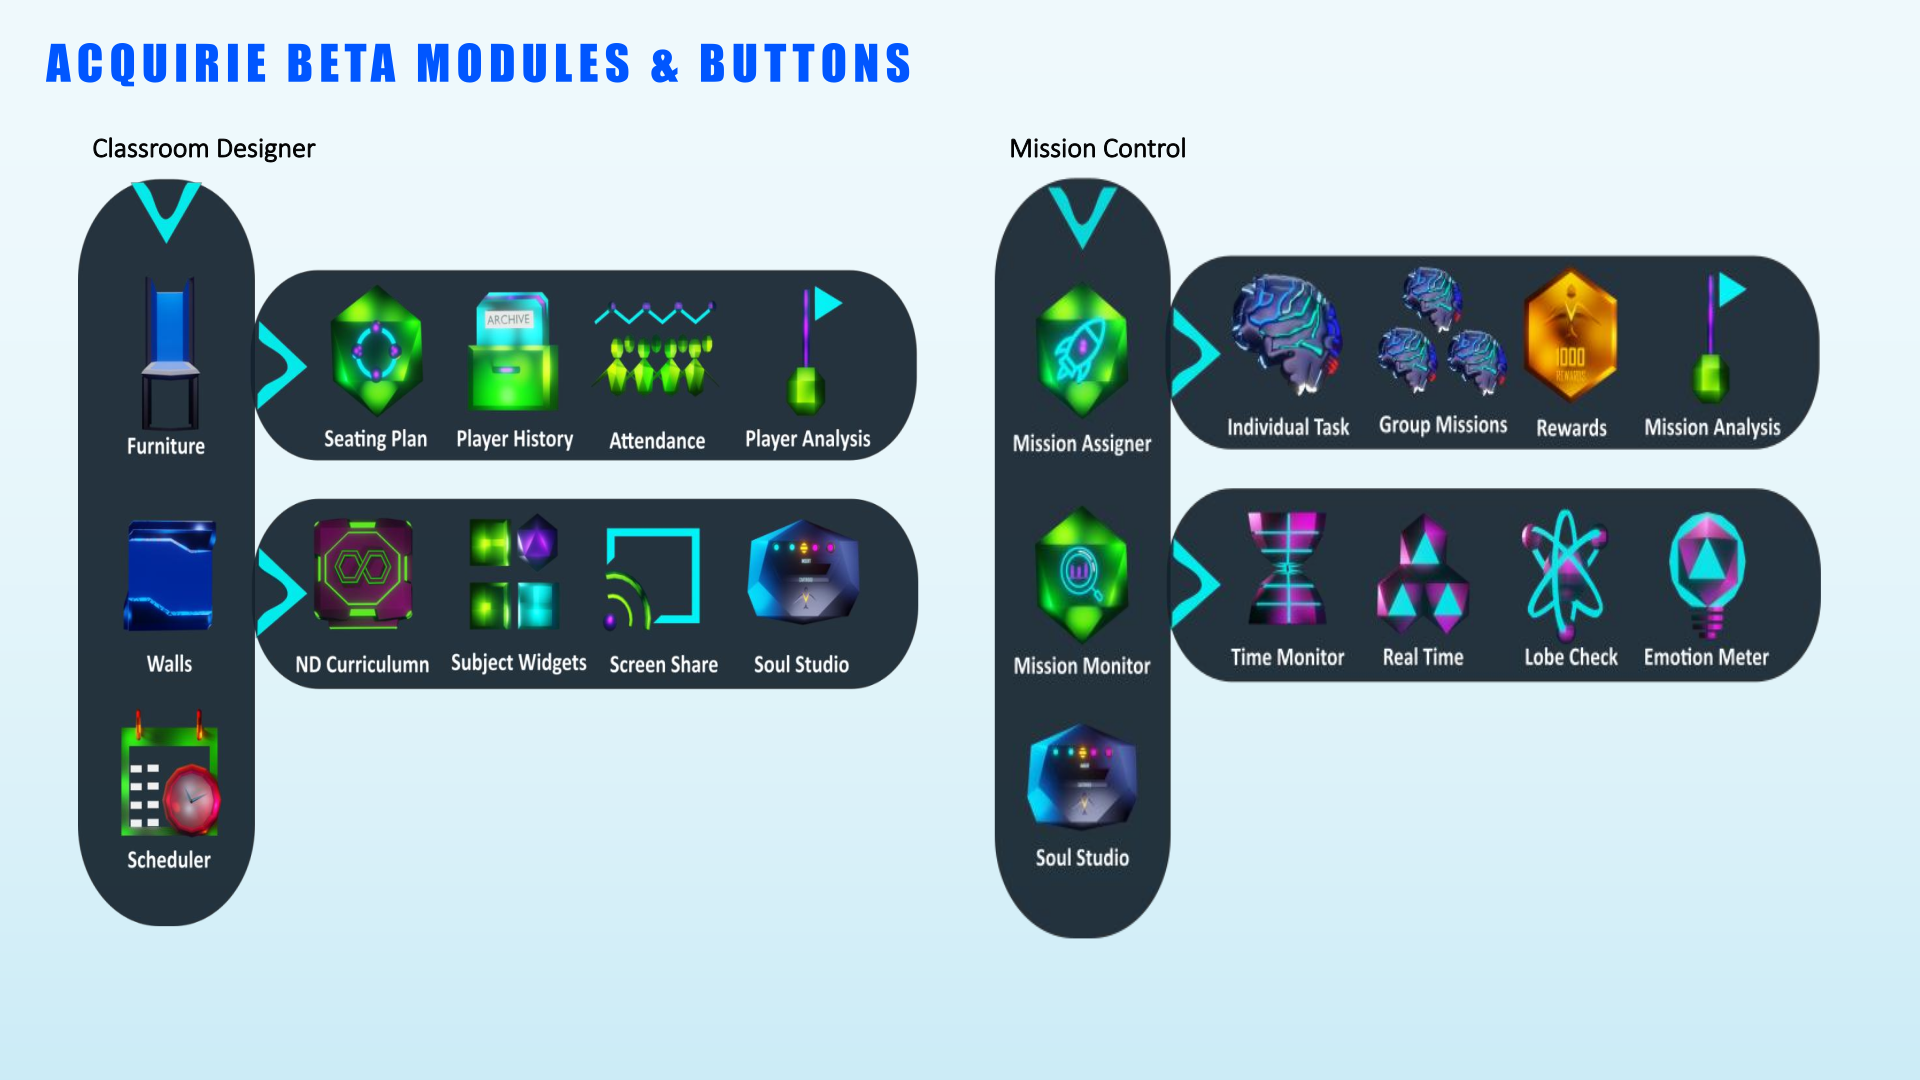 ACQUIRIE BETA MODULES & BUTTONS
Classroom Designer
Furniture
Seating Plan
ARCHIVE
Player History
Attendance
Player Analysis
Walls
ND Curriculumn
Subject Widgets
Screen Share
Soul Studio
Scheduler
Mission Control
Mission Assigner
Individual Task
Group Missions
1000
REWARDS
Rewards
Mission Analysis
Mission Monitor
Time Monitor
Real Time
Lobe Check
Emotion Meter
Soul Studio